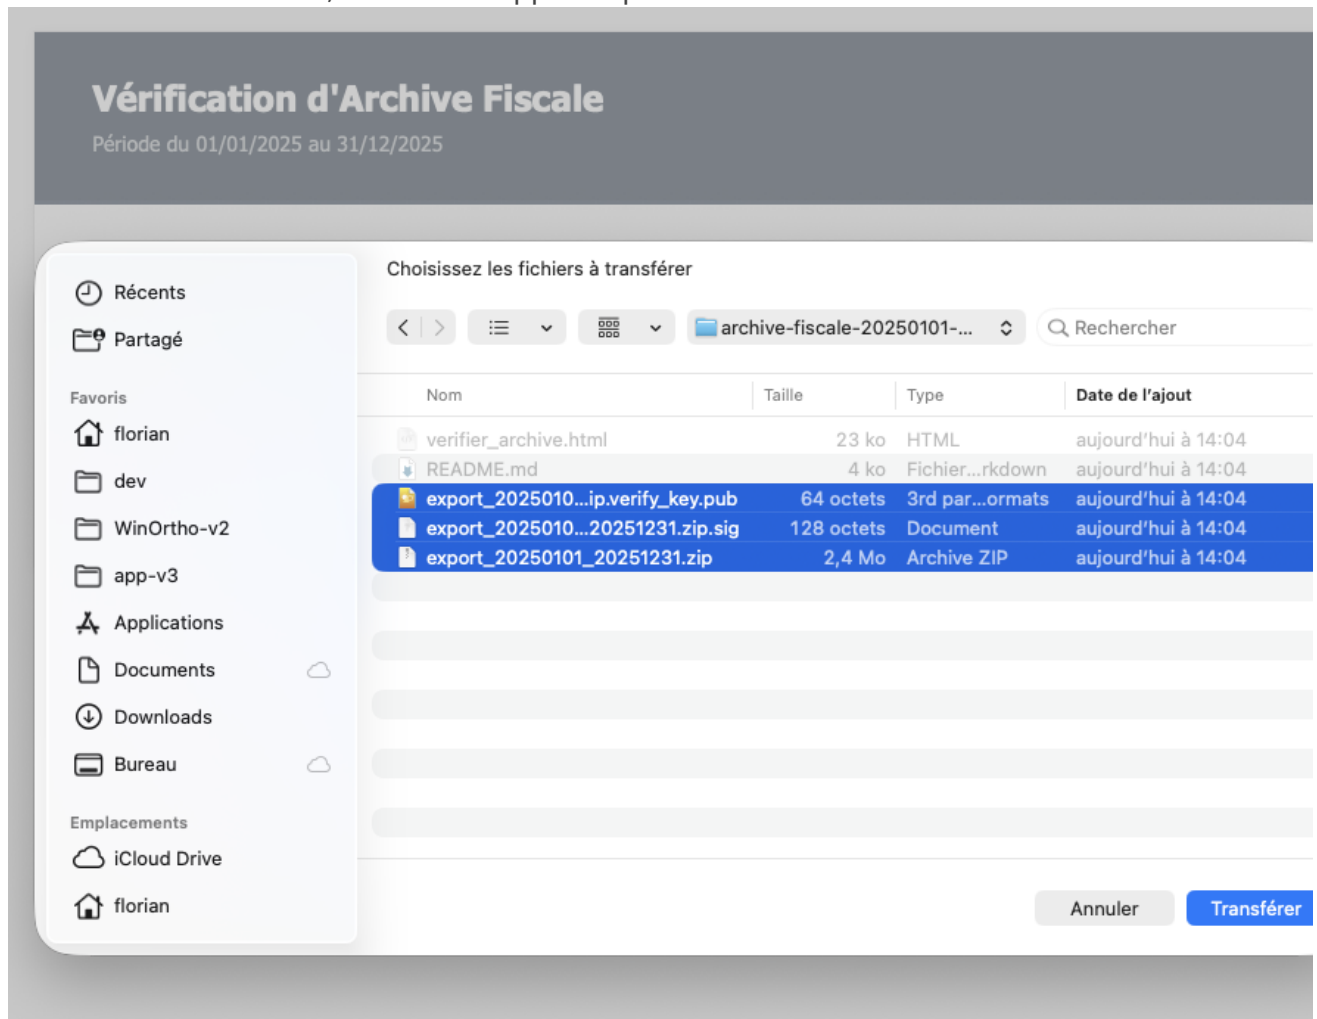 Vérification d'Archive Fiscale
Période du 01/01/2025 au 31/12/2025
Choisissez les fichiers à transférer
Récents
Partagé
archive-fiscale-20250101-...
Rechercher
Favoris
florian
dev
WinOrtho-v2
app-v3
Applications
Documents
Downloads
Bureau
Emplacements
iCloud Drive
florian
Nom Taille Type Date de l'ajout
verifier_archive.html 23 ko HTML aujourd'hui à 14:04
README.md 4 ko Fichier...rkdown aujourd'hui à 14:04
export_2025010...ip.verify_key.pub 64 octets 3rd par...ormats aujourd'hui à 14:04
export_2025010...20251231.zip.sig 128 octets Document aujourd'hui à 14:04
export_20250101_20251231.zip 2,4 Mo Archive ZIP aujourd'hui à 14:04
Annuler Transférer